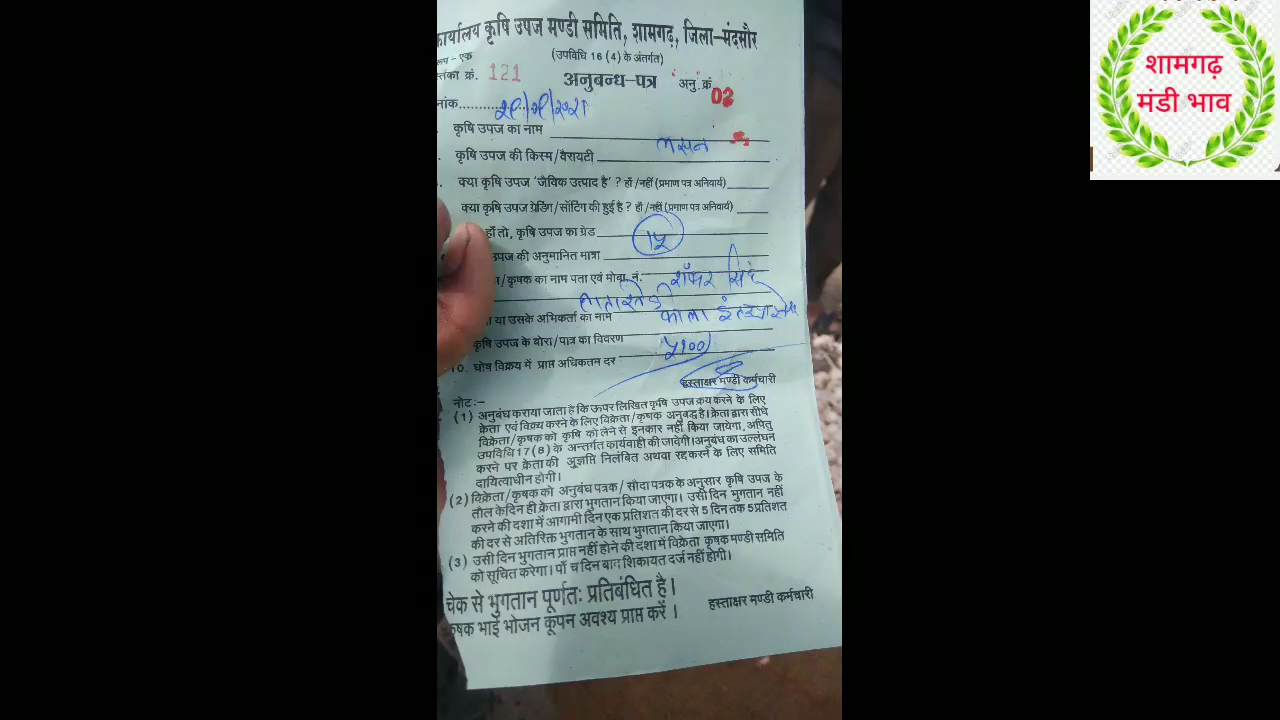 कार्यालय कृषि उपज मण्डी समिति, शामगढ़, जिला-मंदसौर
रूप - एक (उपविधि 16 (4) के अंतर्गत)
स्तिका क्रं. 121 अनुबन्ध-पत्र अनु. क्रं. 02
नांक
कृषि उपज का नाम
कृषि उपज की किस्म/वैरायटी लसन
क्या कृषि उपज 'जैविक उत्पाद है' ? हाँ/नहीं (प्रमाण पत्र अनिवार्य)
क्या कृषि उपज ग्रेडिंग/सॉटिंग की हुई है ? हाँ/नहीं (प्रमाण पत्र अनिवार्य)
हाँ तो, कृषि उपज का ग्रेड
उपज की अनुमानित मात्रा १५
/कृषक का नाम पता एवं मोबा. नं. सिंह
या उसके अभिकर्ता का नाम काला
कृषि उपज के बोरा/पात्र का विवरण
10. घोष विक्रय में प्राप्त अधिकतम दर ५१००
हस्ताक्षर मण्डी कर्मचारी
नोट:-
(1) अनुबंध कराया जाता है कि ऊपर लिखित कृषि उपज क्रय करने के लिए
क्रेता एवं विक्रय करने के लिए विक्रेता/कृषक अनुबद्ध है। क्रेता द्वारा सीधे
विक्रेता/कृषक को कृषि को लेने से इनकार नहीं किया जायेगा, अपितु
उपविधि 17(8) के अन्तर्गत कार्यवाही की जावेगी। अनुबंध का उल्लंघन
करने पर क्रेता की अुज्ञप्ति निलंबित अथवा रद्द करने के लिए समिति
दायित्वाधीन होगी।
(2) विक्रेता/कृषक को अनुबंध पत्रक/सौदा पत्रक के अनुसार कृषि उपज के
तौल के दिन ही क्रेता द्वारा भुगतान किया जाएगा। उसी दिन भुगतान नहीं
करने की दशा में आगामी दिन एक प्रतिशत की दर से 5 दिन तक 5 प्रतिशत
की दर से अतिरिक्त भुगतान के साथ भुगतान किया जाएगा।
(3) उसी दिन भुगतान प्राप्त नहीं होने की दशा में विक्रेता कृषक मण्डी समिति
को सूचित करेगा। पाँच दिन बाद शिकायत दर्ज नहीं होगी।
चेक से भुगतान पूर्णतः प्रतिबंधित है।
कृषक भाई भोजन कूपन अवश्य प्राप्त करें।
हस्ताक्षर मण्डी कर्मचारी
शामगढ़
मंडी भाव